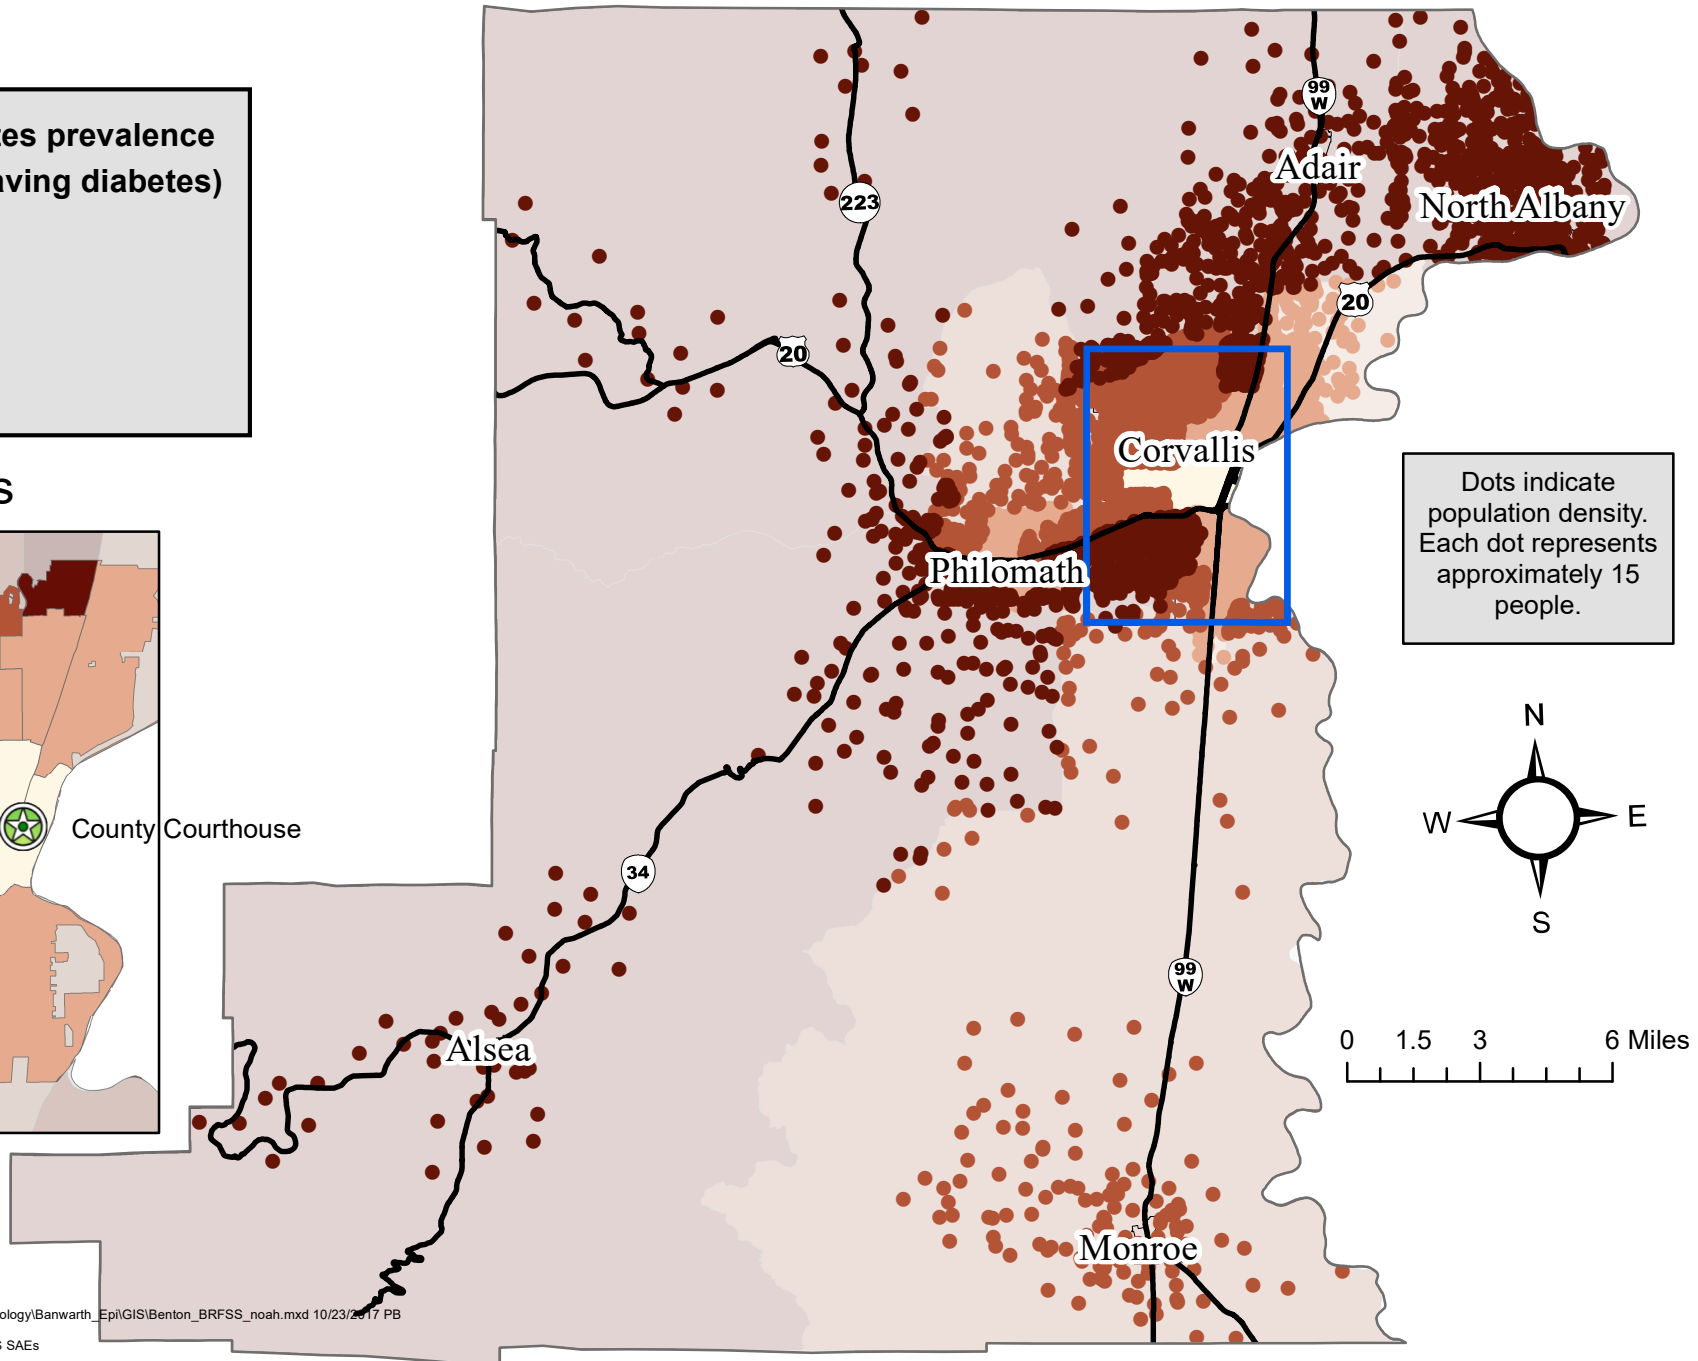 tes prevalence
aving diabetes)
s
County Courthouse
99
W
Adair
North Albany
223
20
20
Corvallis
Philomath
Dots indicate
population density.
Each dot represents
approximately 15
people.
N
W
E
S
34
99
W
Alsea
0 1.5 3 6 Miles
Monroe
ology\Banwarth_Epi\GIS\Benton_BRFSS_noah.mxd 10/23/2017 PB
S SAEs